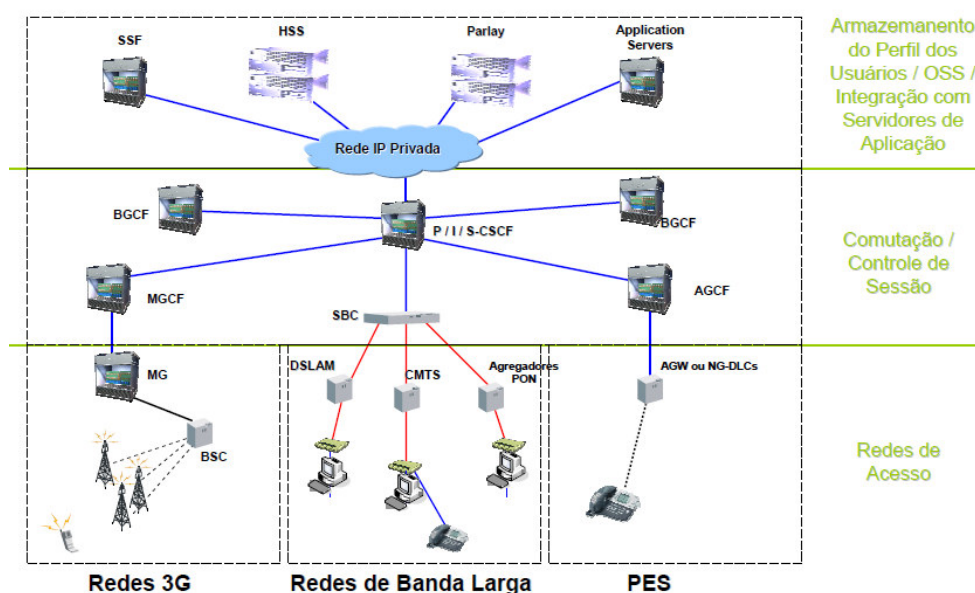 SSF
HSS
Parlay
Application
Servers
Armazemanento
do Perfil dos
Usuários / OSS /
Integração com
Servidores de
Aplicação
Rede IP Privada
BGCF
P / I / S-CSCF
BGCF
MGCF
AGCF
Comutação /
Controle de
Sessão
SBC
MG
DSLAM
CMTS
Agregadores
PON
AGW ou NG-DLCs
BSC
Redes de
Acesso
Redes 3G
Redes de Banda Larga
PES